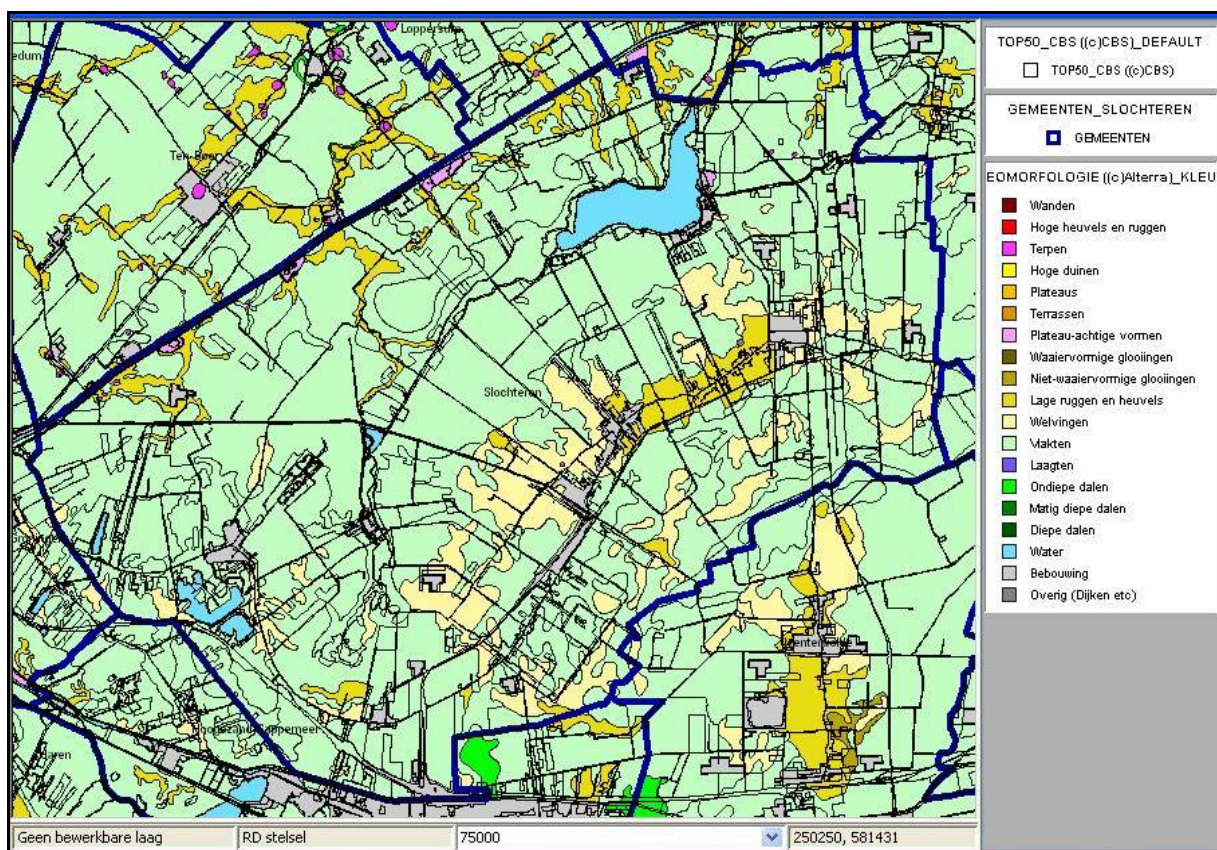 Loppersum
edum
Ten Boer
Slochteren
Menterwolde
Hoogezand-Sappemeer
Haren
TOP50_CBS ((c)CBS)_DEFAULT
TOP50_CBS ((c)CBS)
GEMEENTEN_SLOCHTEREN
GEMEENTEN
EOMORFOLOGIE ((c)Alterra)_KLEU
Wanden
Hoge heuvels en ruggen
Terpen
Hoge duinen
Plateaus
Terrassen
Plateau-achtige vormen
Waaiervormige glooiingen
Niet-waaiervormige glooiingen
Lage ruggen en heuvels
Welvingen
Vlakten
Laagten
Ondiepe dalen
Matig diepe dalen
Diepe dalen
Water
Bebouwing
Overig (Dijken etc)
Geen bewerkbare laag
RD stelsel
75000
250250, 581431